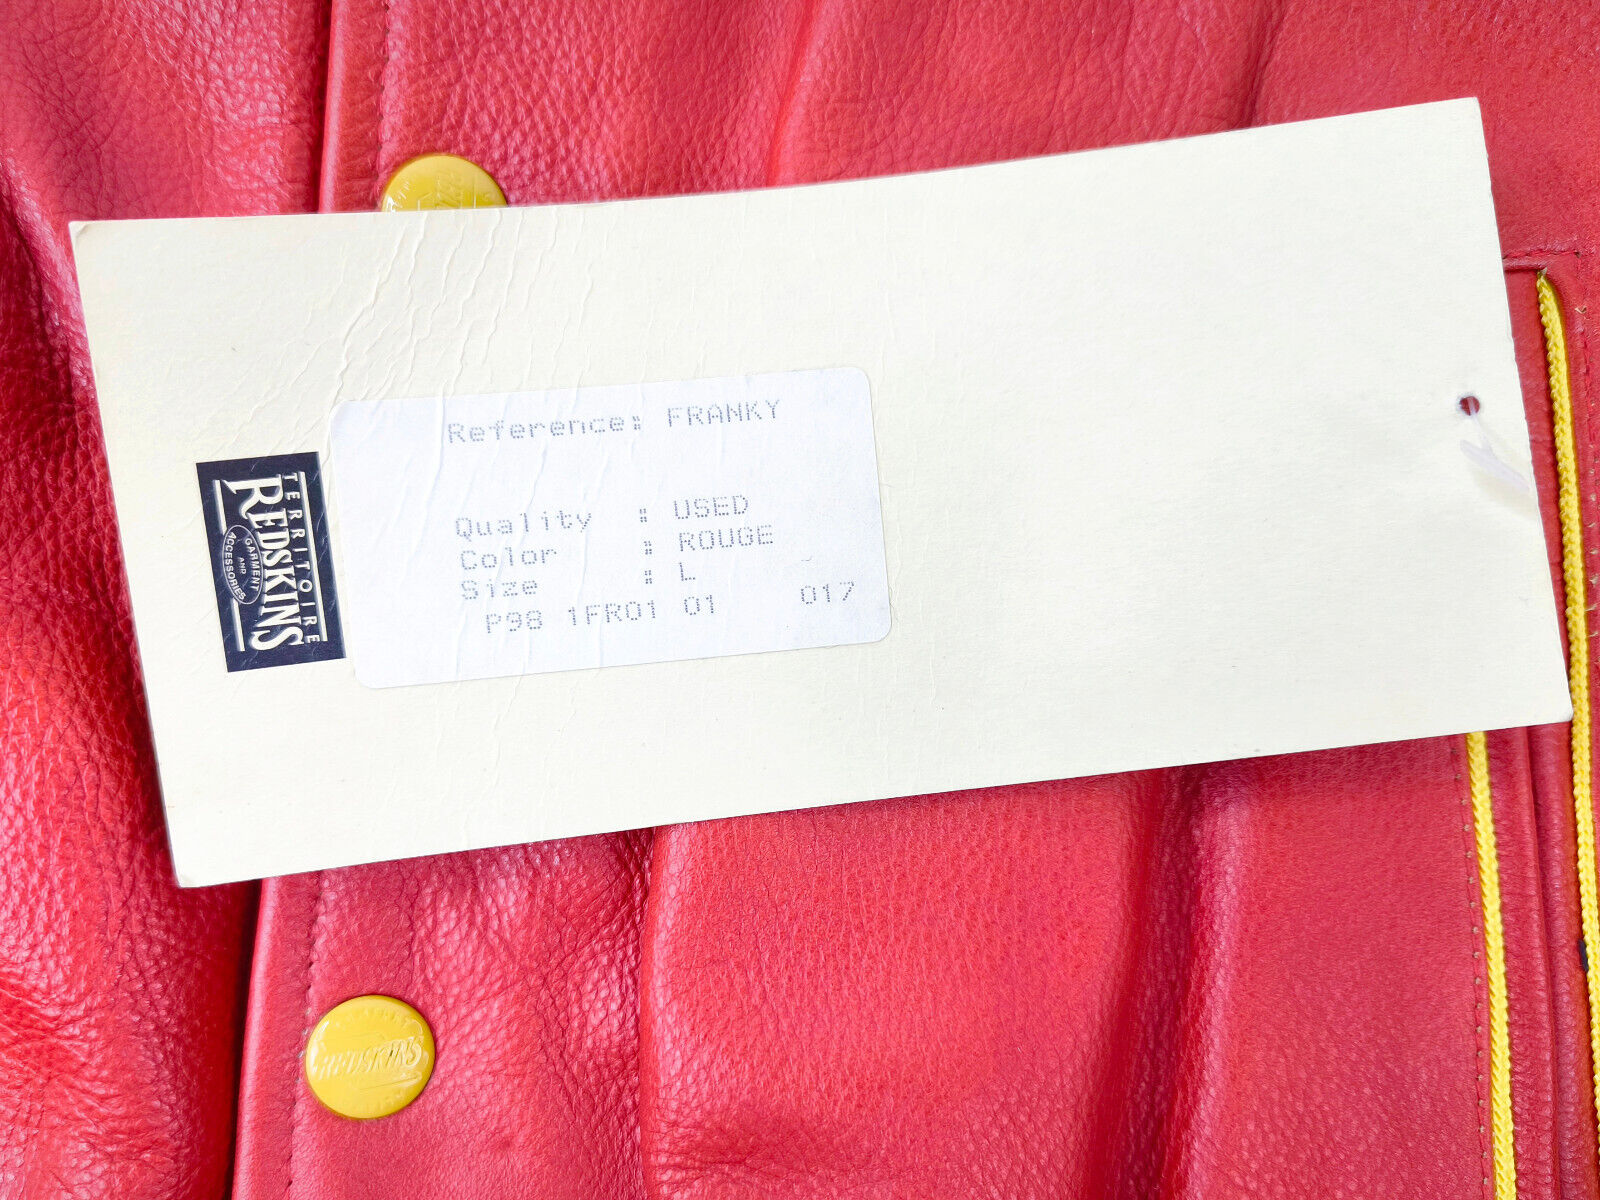 Reference: FRANKY
Quality : USED
Color : ROUGE
Size : L
P98 1FR01 01 017
TERRITOIRE
REDSKINS
GARMENT
AND
ACCESSORIES
REDSKINS